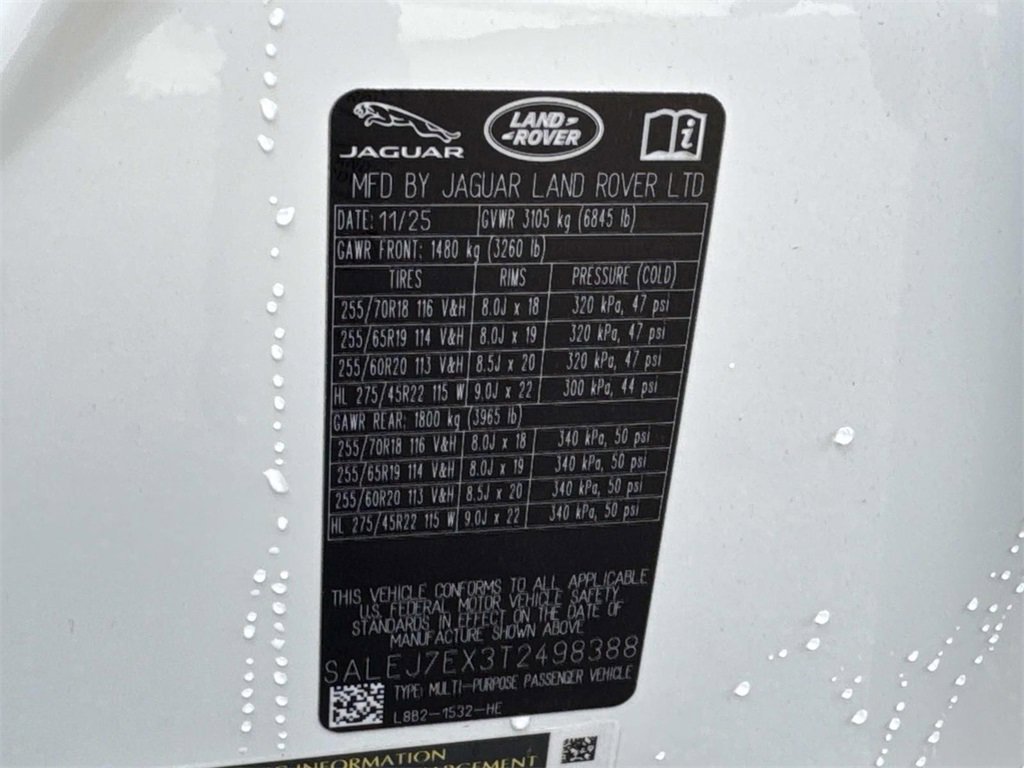 JAGUAR LAND ROVER
MFD BY JAGUAR LAND ROVER LTD
DATE: 11/25 GVWR 3105 kg (6845 lb)
GAWR FRONT: 1480 kg (3260 lb)
TIRES RIMS PRESSURE (COLD)
255/70R18 116 V&H 8.0J x 18 320 kPa, 47 psi
255/65R19 114 V&H 8.0J x 19 320 kPa, 47 psi
255/60R20 113 V&H 8.5J x 20 320 kPa, 47 psi
HL 275/45R22 115 W 9.0J x 22 300 kPa, 44 psi
GAWR REAR: 1800 kg (3965 lb)
255/70R18 116 V&H 8.0J x 18 340 kPa, 50 psi
255/65R19 114 V&H 8.0J x 19 340 kPa, 50 psi
255/60R20 113 V&H 8.5J x 20 340 kPa, 50 psi
HL 275/45R22 115 W 9.0J x 22 340 kPa, 50 psi
THIS VEHICLE CONFORMS TO ALL APPLICABLE
U.S. FEDERAL MOTOR VEHICLE SAFETY
STANDARDS IN EFFECT ON THE DATE OF
MANUFACTURE SHOWN ABOVE
SALEJ7EX3T2498388
TYPE: MULTI-PURPOSE PASSENGER VEHICLE
L8B2-1532-HE
INFORMATION